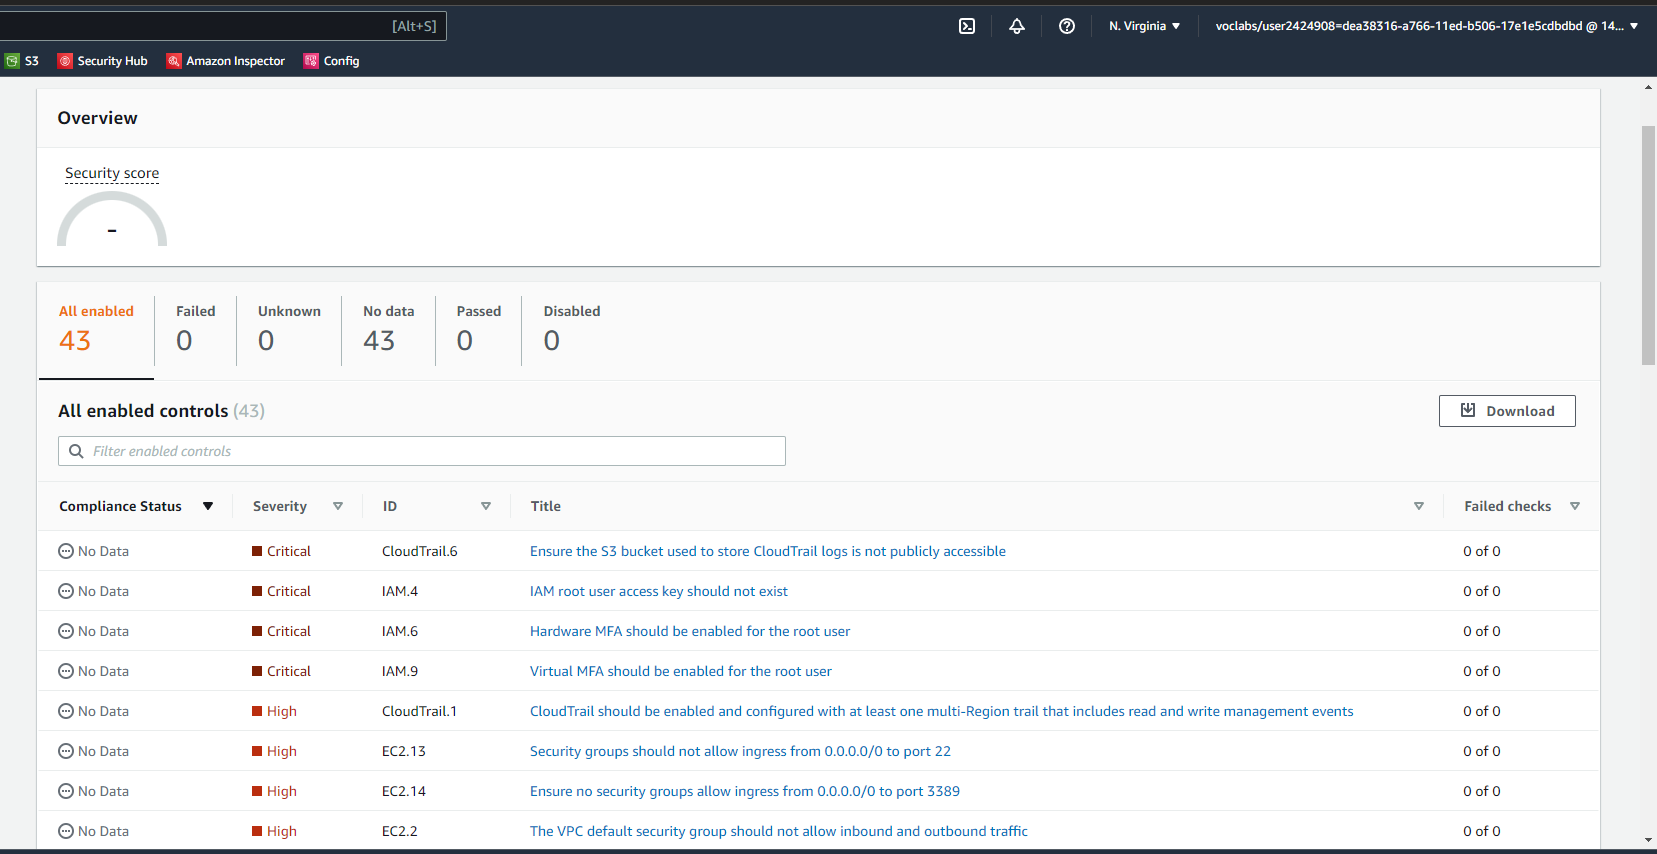 [Alt+S]
N. Virginia
voclabs/user2424908=dea38316-a766-11ed-b506-17e1e5cdbdbd @ 14...
S3
Security Hub
Amazon Inspector
Config
Overview
Security score
-
All enabled
43
Failed
0
Unknown
0
No data
43
Passed
0
Disabled
0
All enabled controls (43)
Download
Filter enabled controls
Compliance Status Severity ID Title Failed checks
No Data Critical CloudTrail.6 Ensure the S3 bucket used to store CloudTrail logs is not publicly accessible 0 of 0
No Data Critical IAM.4 IAM root user access key should not exist 0 of 0
No Data Critical IAM.6 Hardware MFA should be enabled for the root user 0 of 0
No Data Critical IAM.9 Virtual MFA should be enabled for the root user 0 of 0
No Data High CloudTrail.1 CloudTrail should be enabled and configured with at least one multi-Region trail that includes read and write management events 0 of 0
No Data High EC2.13 Security groups should not allow ingress from 0.0.0.0/0 to port 22 0 of 0
No Data High EC2.14 Ensure no security groups allow ingress from 0.0.0.0/0 to port 3389 0 of 0
No Data High EC2.2 The VPC default security group should not allow inbound and outbound traffic 0 of 0